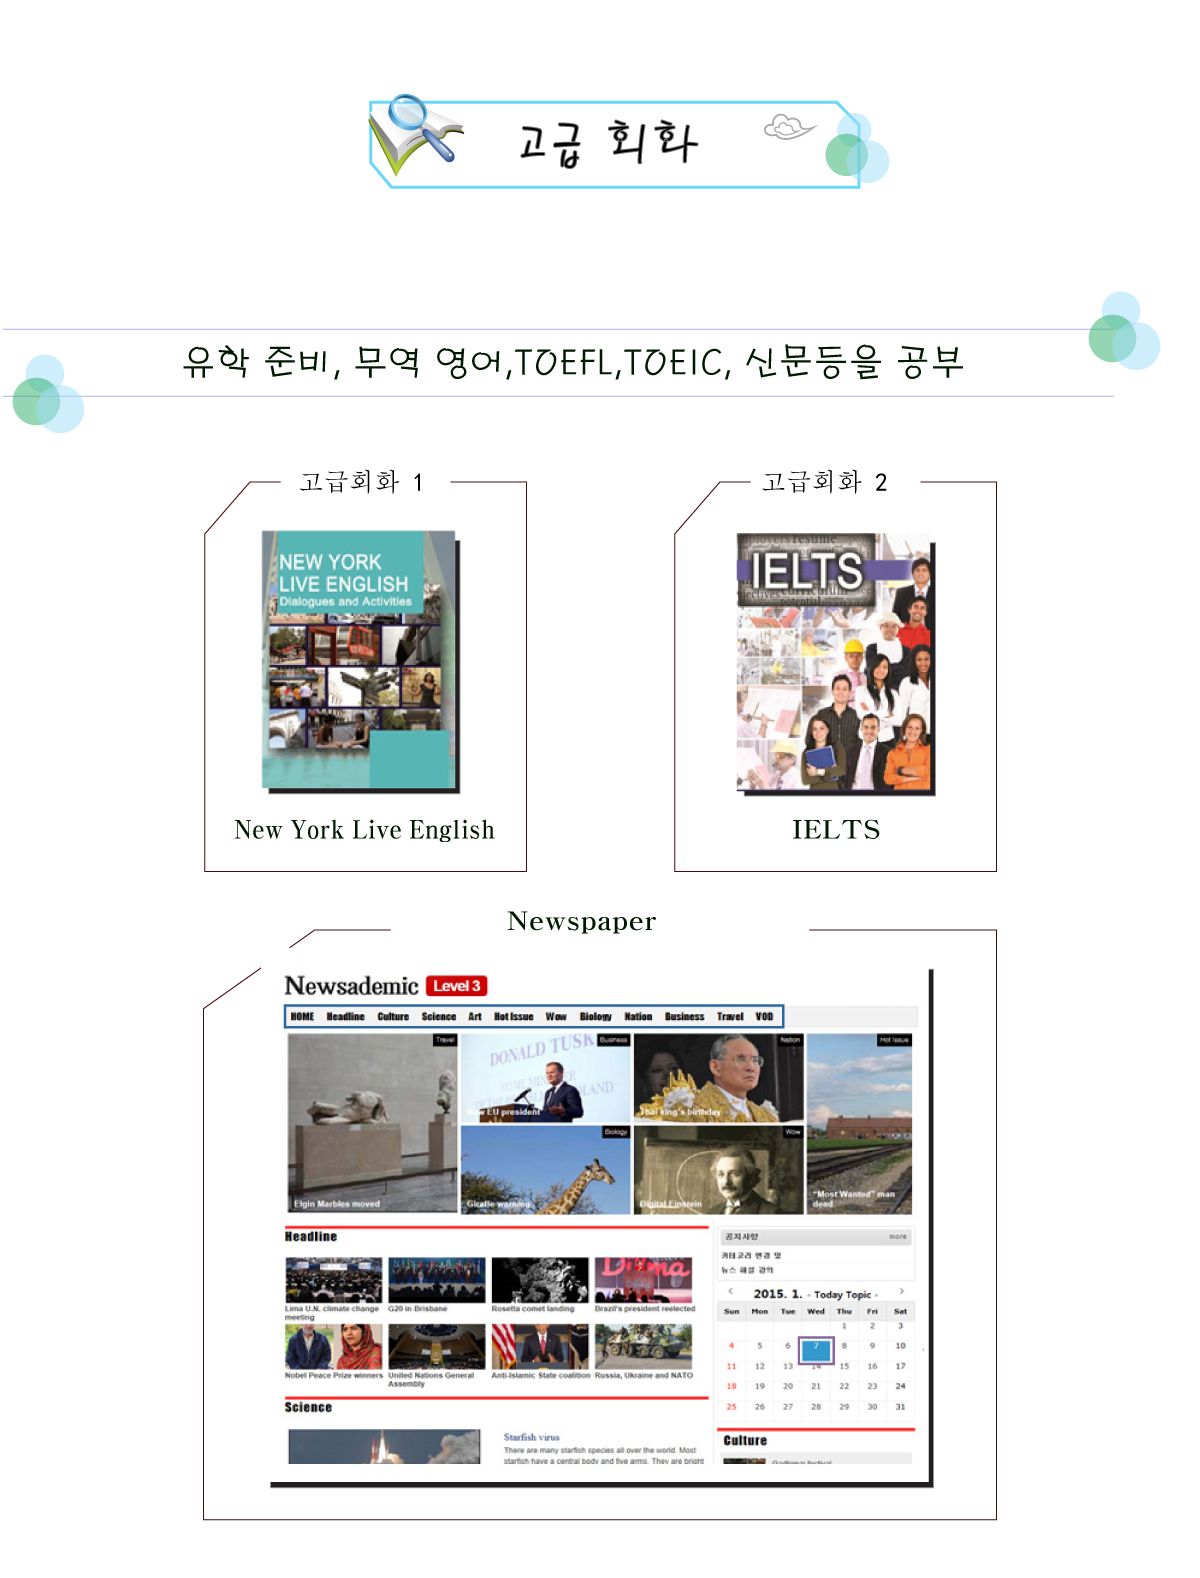 고급 회화
유학 준비, 무역 영어,TOEFL,TOEIC, 신문등을 공부
고급회화 1
NEW YORK
LIVE ENGLISH
Dialogues and Activities
New York Live English
고급회화 2
employers resume
IELTS
IELTS
Newspaper
Newsademic Level 3
HOME Headline Culture Science Art Hot Issue Wow Biology Nation Business Travel VOD
Travel
Elgin Marbles moved
DONALD TUSK
Business
New EU president
Nation
Thai king's birthday
Hot Issue
"Most Wanted" man
dead
Biology
Giraffe warning
Wow
Digital Einstein
Headline
Lima U.N. climate change
meeting
G20 in Brisbane
Rosetta comet landing
Dilma
Brazil's president reelected
Nobel Peace Prize winners
United Nations General
Assembly
Anti-Islamic State coalition
Russia, Ukraine and NATO
Science
Starfish virus
There are many starfish species all over the world. Most
starfish have a central body and five arms. They are bright
공지사항 more
카테고리 변경 및
뉴스 해설 강의
< 2015. 1. - Today Topic - >
Sun Mon Tue Wed Thu Fri Sat
1 2 3
4 5 6 7 8 9 10
11 12 13 14 15 16 17
18 19 20 21 22 23 24
25 26 27 28 29 30 31
Culture
Gadhimai festival